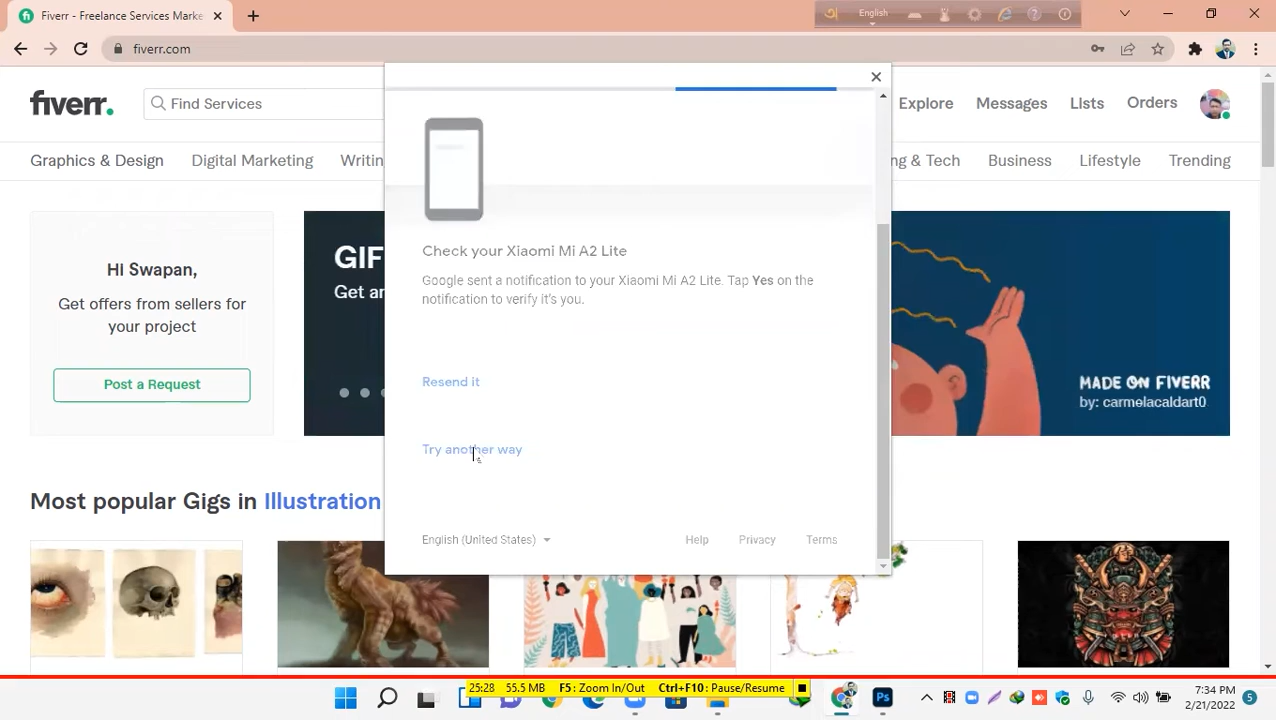 Fiverr - Freelance Services Marke
English
fiverr.com
fiverr.
Find Services
Explore
Messages
LIsts
Orders
Graphics & Design
Digital Marketing
Writin
g & Tech
Business
Lifestyle
Trending
HI Swapan,
Get offers from sellers for
your project
Post a Request
GIF
Get ar
Check your Xiaomi Mi A2 Lite
Google sent a notification to your Xiaomi Mi A2 Lite. Tap Yes on the
notification to verify it's you.
Resend it
Try another way
English (United States)
Help
Privacy
Terms
MADE ON FIVERR
by: carmelacaldart0
Most popular Gigs in Illustration
25:28
55.5 MB
F5: Zoom In/Out
Ctrl+F10: Pause/Resume
Ps
7:34 PM
2/21/2022
5